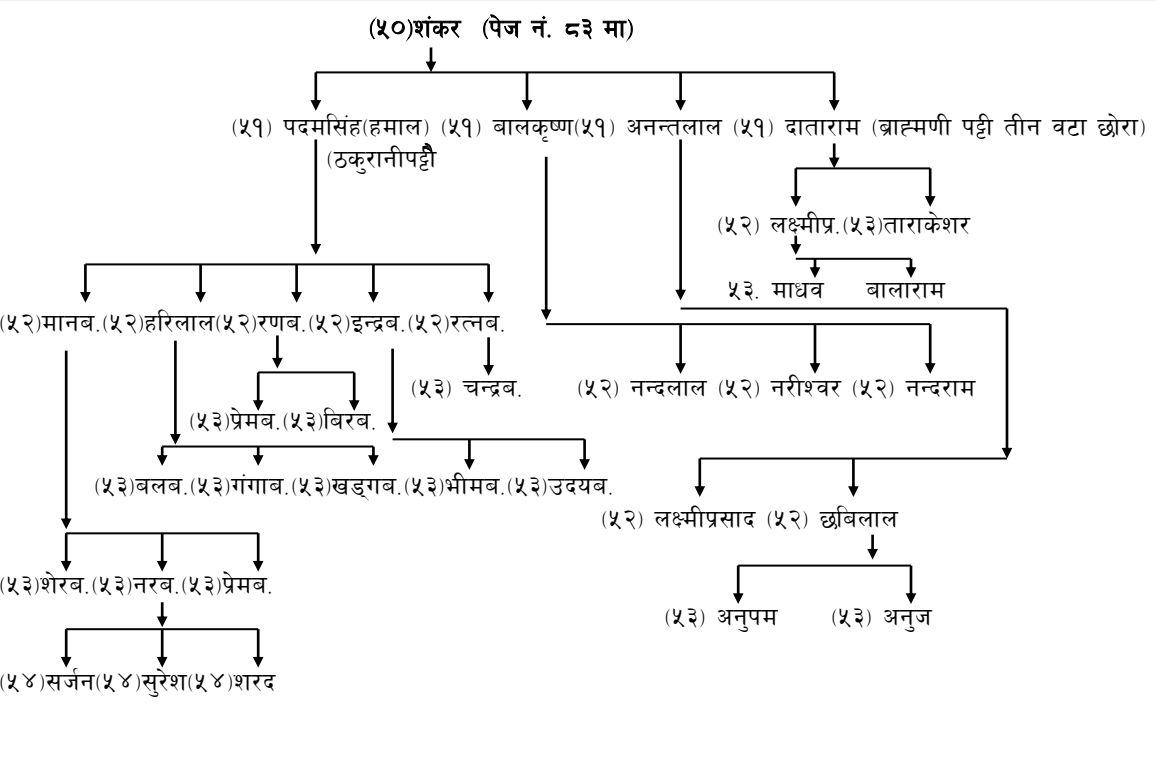 (५०)शंकर (पेज नं. ८३ मा)
(५१) पदमसिंह(हमाल) (५१) बालकृष्ण(५१) अनन्तलाल (५१) दाताराम (ब्राह्मणी पट्टी तीन वटा छोरा)
(ठकुरानीपट्टी
(५२) लक्ष्मीप्र.(५३)ताराकेशर
५३. माधव बालाराम
(५२)मानब.(५२)हरिलाल(५२)रणब.(५२)इन्द्रब.(५२)रत्नब.
(५३) चन्द्रब. (५२) नन्दलाल (५२) नरीश्वर (५२) नन्दराम
(५३)प्रेमब.(५३)बिरब.
(५३)बलब.(५३)गंगाब.(५३)खड्गब.(५३)भीमब.(५३)उदयब.
(५२) लक्ष्मीप्रसाद (५२) छबिलाल
(५३)शेरब.(५३)नरब.(५३)प्रेमब.
(५३) अनुपम (५३) अनुज
(५४)सर्जन(५४)सुरेश(५४)शरद